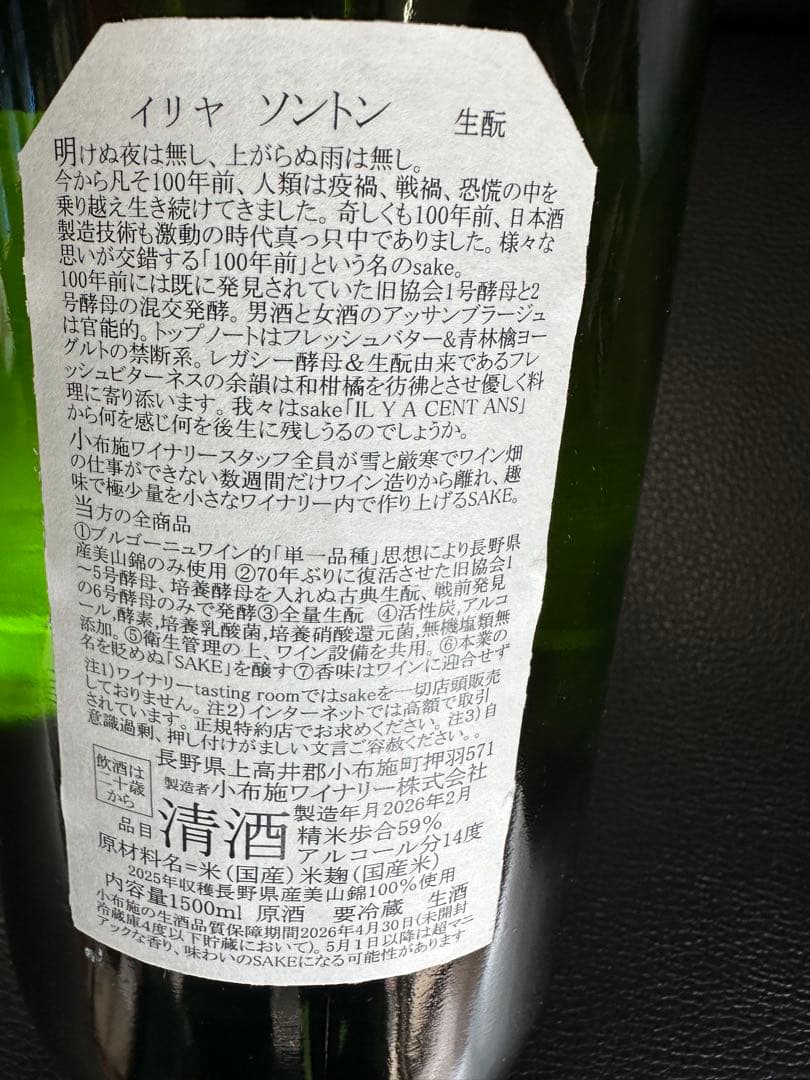 イリヤ ソントン 生酛
明けぬ夜は無し、上がらぬ雨は無し。
今から凡そ100年前、人類は疫禍、戦禍、恐慌の中を
乗り越え生き続けてきました。奇しくも100年前、日本酒
製造技術も激動の時代真っ只中でありました。様々な
思いが交錯する「100年前」という名のsake。
100年前には既に発見されていた旧協会1号酵母と2
号酵母の混交発酵。男酒と女酒のアッサンブラージュ
は官能的。トップノートはフレッシュバター&青林檎ヨー
グルトの禁断系。レガシー酵母&生酛由来であるフレ
ッシュビターネスの余韻は和柑橘を彷彿とさせ優しく料
理に寄り添います。我々はsake「IL Y A CENT ANS」
から何を感じ何を後生に残しうるのでしょうか。
小布施ワイナリースタッフ全員が雪と厳寒でワイン畑
の仕事ができない数週間だけワイン造りから離れ、趣
味で極少量を小さなワイナリー内で作り上げるSAKE。
当方の全商品
①ブルゴーニュワイン的「単一品種」思想により長野県
産美山錦のみ使用 ②70年ぶりに復活させた旧協会1
～5号酵母、培養酵母を入れぬ古典生酛、戦前発見
の6号酵母のみで発酵③全量生酛 ④活性炭,アルコ
ール,酵素,培養乳酸菌,培養硝酸還元菌,無機塩類無
添加。⑤衛生管理の上、ワイン設備を共用。⑥本業の
名を貶めぬ「SAKE」を醸す⑦香味はワインに迎合せず
注1)ワイナリーtasting roomではsakeを一切店頭販売
しておりません。注2)インターネットでは高額で取引
されています。正規特約店でお求めください。注3)自
意識過剰、押し付けがましい文言ご容赦ください。。
飲酒は
二十歳
から
長野県上高井郡小布施町押羽571
製造者 小布施ワイナリー株式会社
品目 清酒
製造年月2026年2月
精米歩合59%
アルコール分14度
原材料名=米(国産)米麹(国産米)
2025年収穫長野県産美山錦100%使用
内容量1500ml 原酒 要冷蔵 生酒
小布施の生酒品質保障期間2026年4月30日(未開封
冷蔵庫4度以下貯蔵において)。5月1日以降は超マニ
アックな香り、味わいのSAKEになる可能性があります